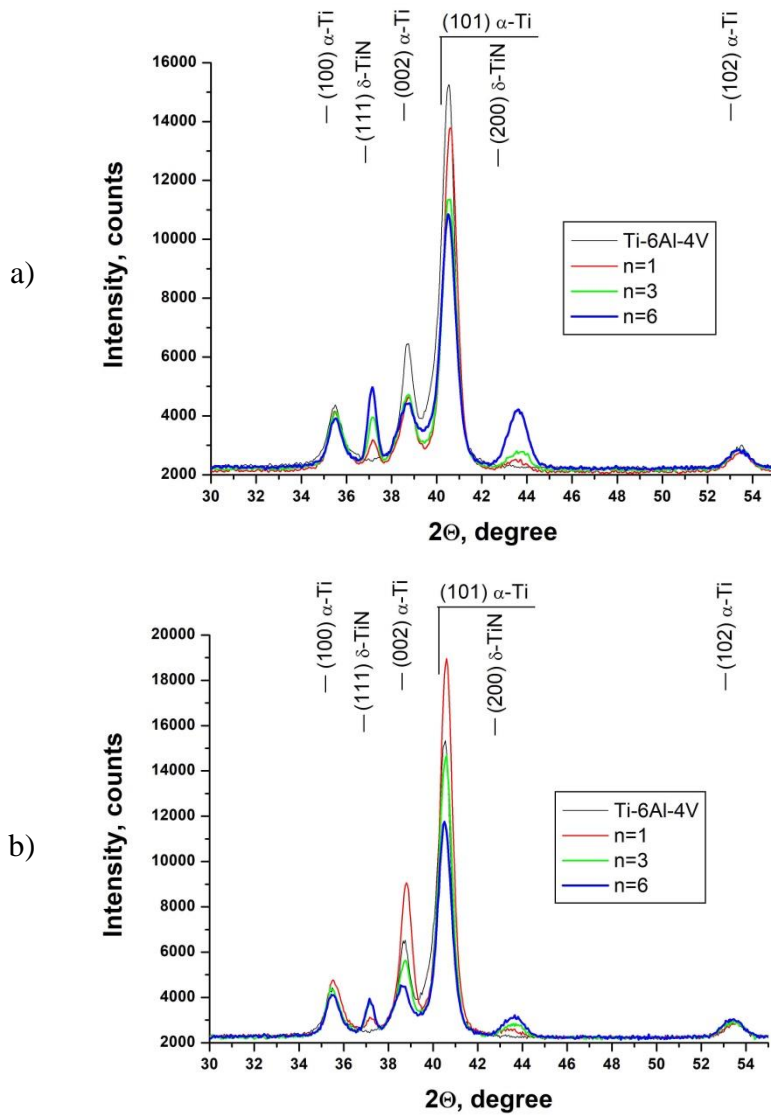 (100) α-Ti
(111) δ-TiN
(002) α-Ti
(101) α-Ti
(200) δ-TiN
(102) α-Ti
16000
14000
12000
10000
8000
6000
4000
2000
Intensity, counts
a)
Ti-6Al-4V
n=1
n=3
n=6
30 32 34 36 38 40 42 44 46 48 50 52 54
2Θ, degree
(100) α-Ti
(111) δ-TiN
(002) α-Ti
(101) α-Ti
(200) δ-TiN
(102) α-Ti
20000
18000
16000
14000
12000
10000
8000
6000
4000
2000
Intensity, counts
b)
Ti-6Al-4V
n=1
n=3
n=6
30 32 34 36 38 40 42 44 46 48 50 52 54
2Θ, degree